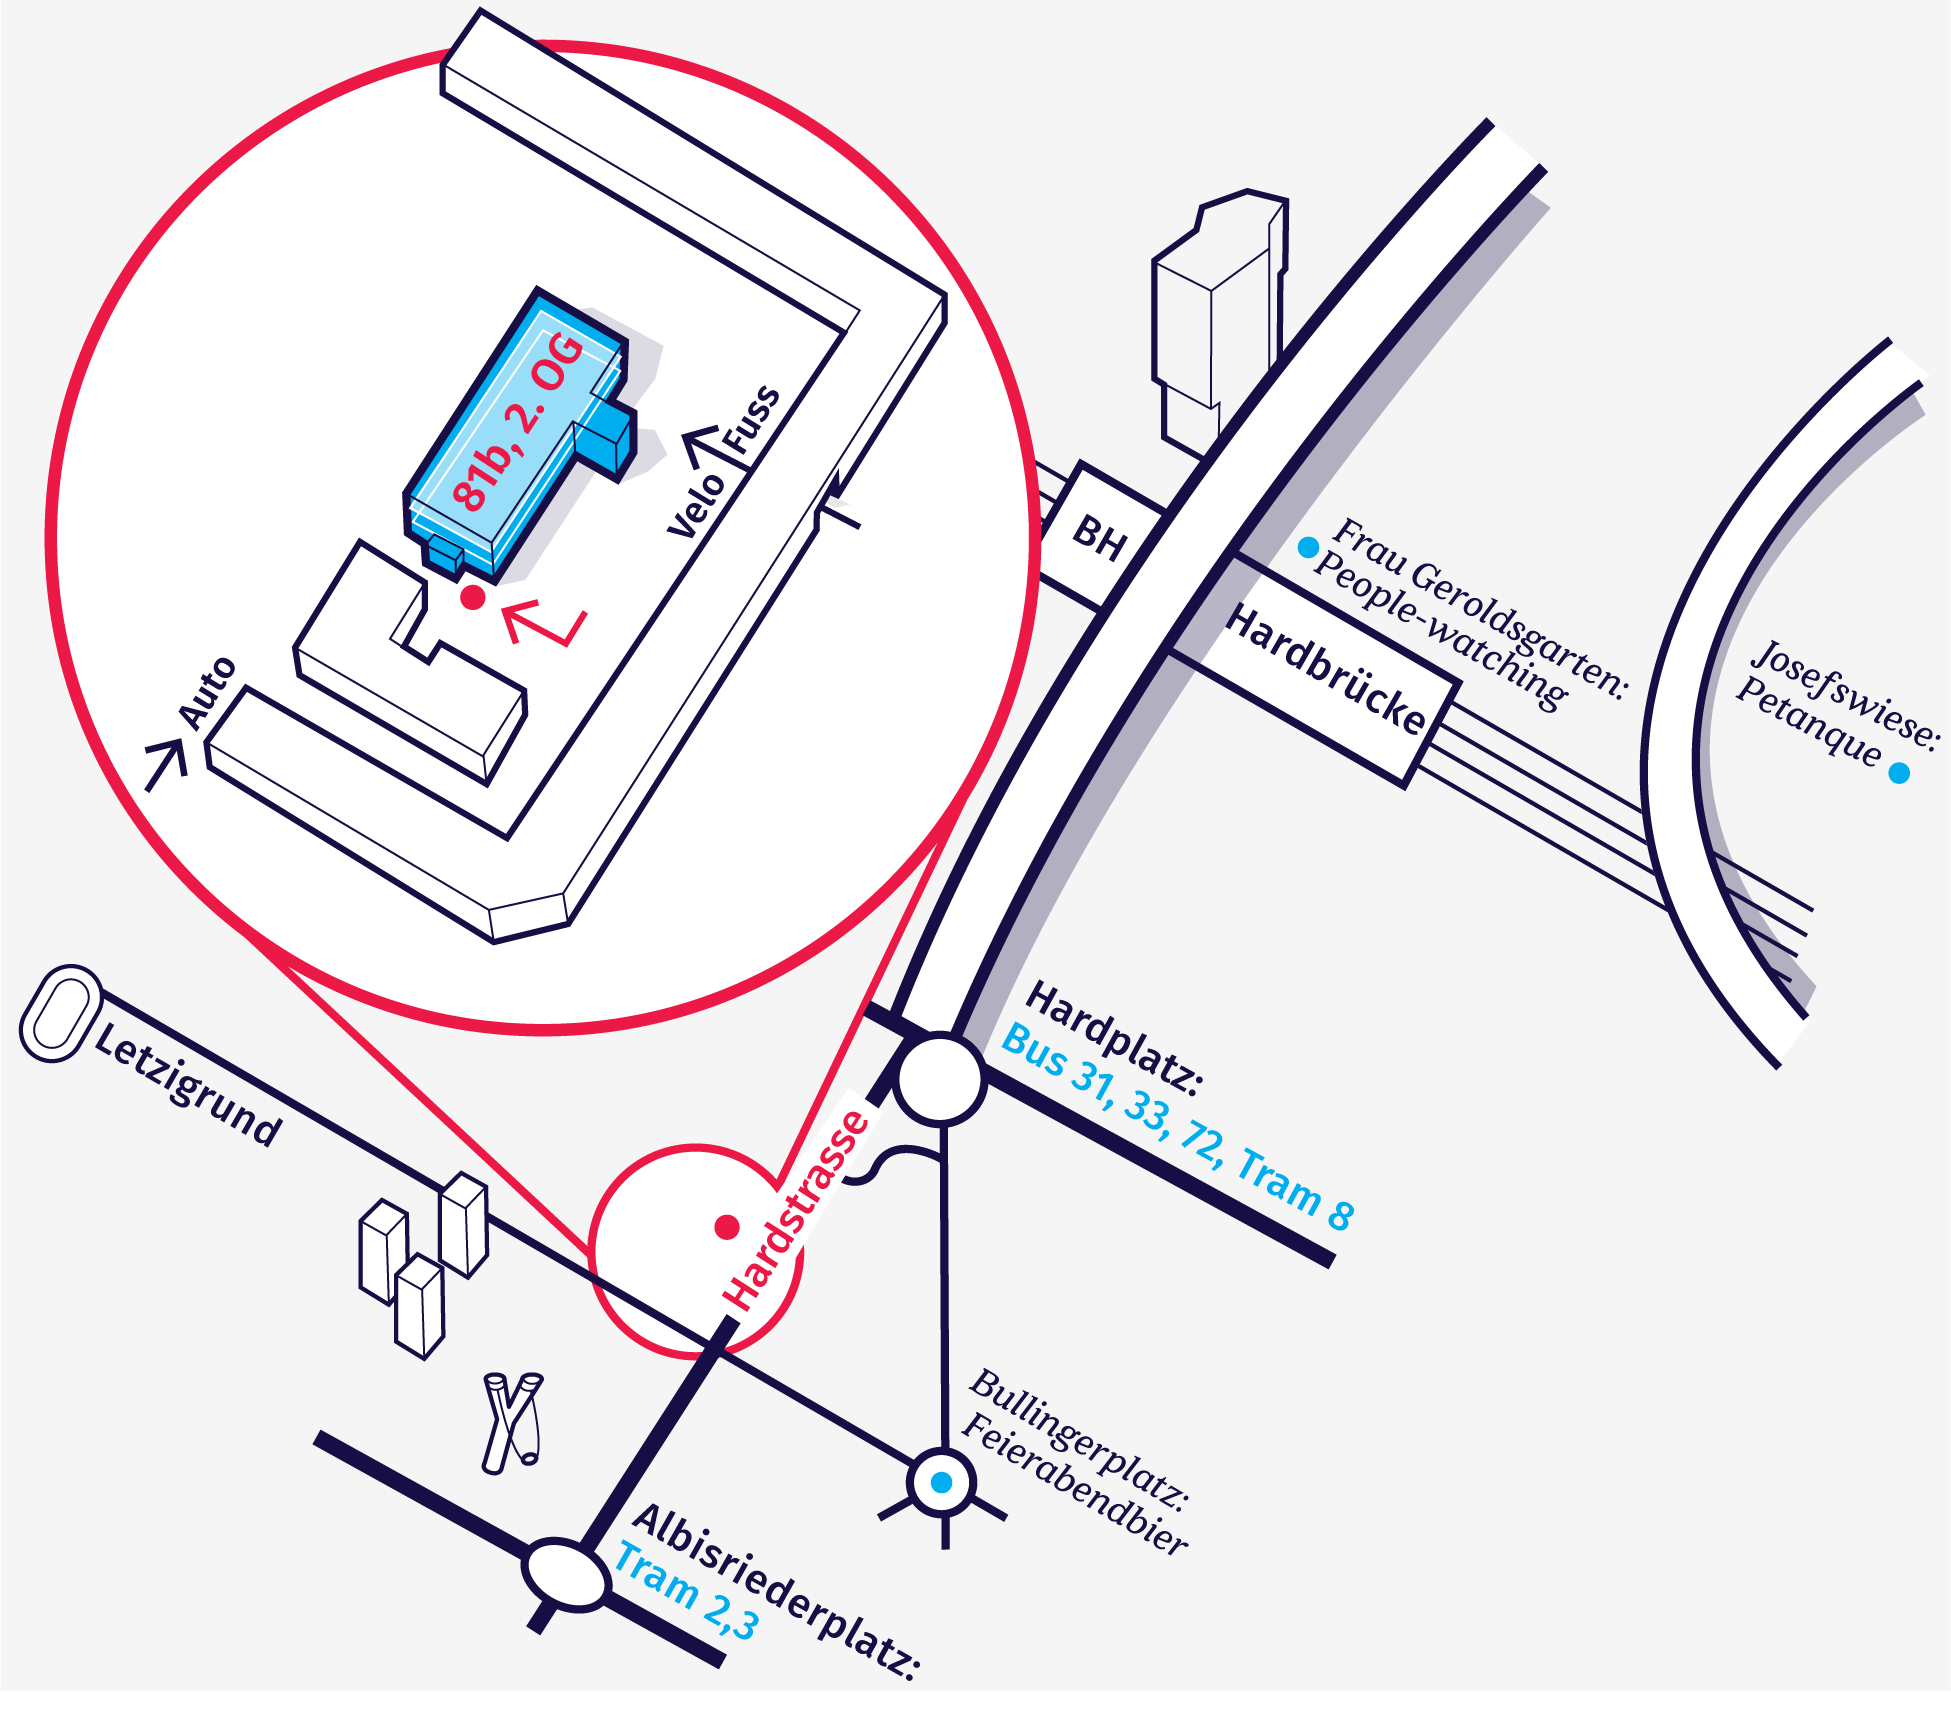 81b, 2. OG
Velo
Fuss
Auto
BH
Hardbrücke
Frau Geroldsgarten:
People-watching
Josefswiese:
Petanque
Letzigrund
Hardplatz:
Bus 31, 33, 72, Tram 8
Hardstrasse
Bullingerplatz:
Feierabendbier
Albisriederplatz:
Tram 2,3